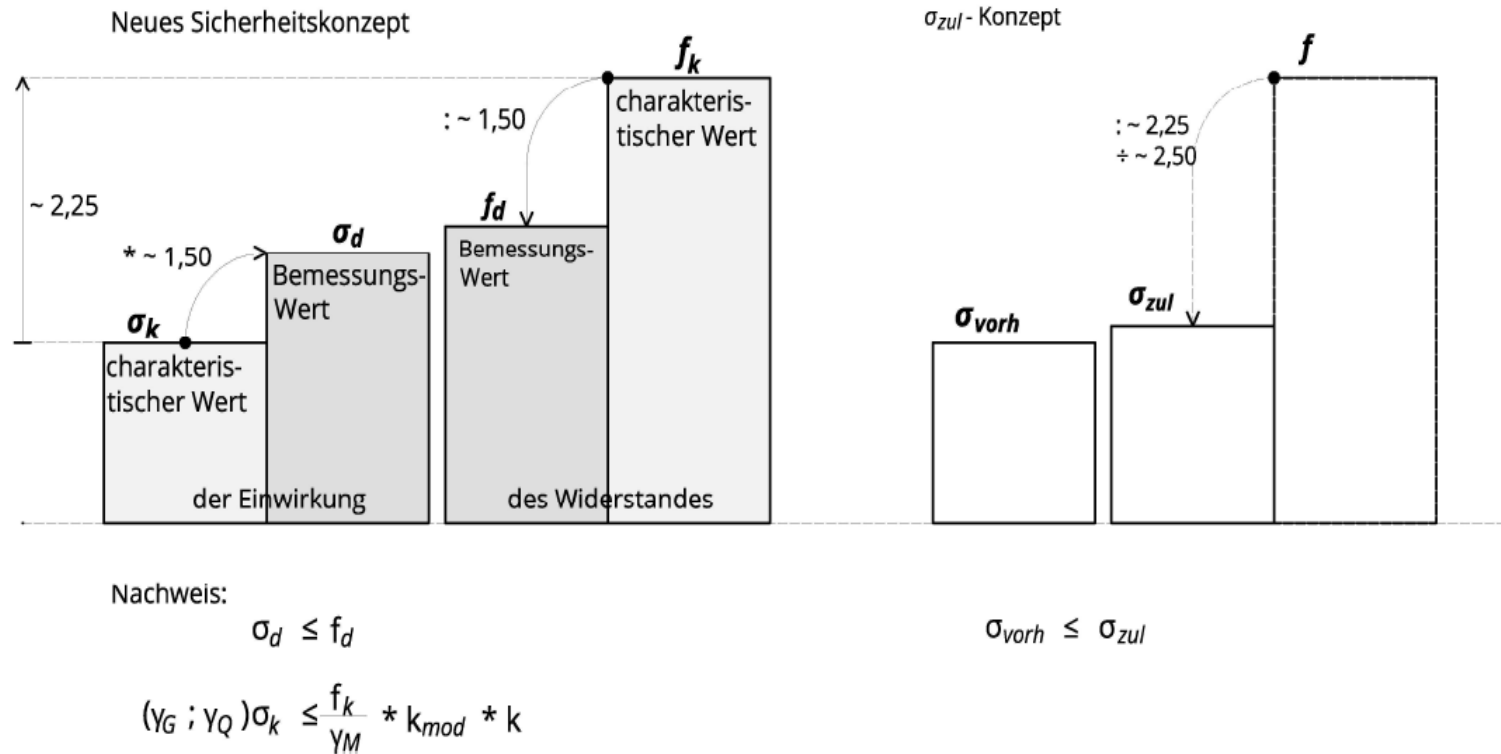 Neues Sicherheitskonzept
σzul - Konzept
fk
charakteris-
tischer Wert
: ~ 1,50
~ 2,25
* ~ 1,50
σd
Bemessungs-
Wert
fd
Bemessungs-
Wert
σk
charakteris-
tischer Wert
der Einwirkung
des Widerstandes
f
: ~ 2,25
÷ ~ 2,50
σvorh
σzul
Nachweis:
σd ≤ fd
σvorh ≤ σzul
(γG ; γQ )σk ≤ fk / γM * kmod * k